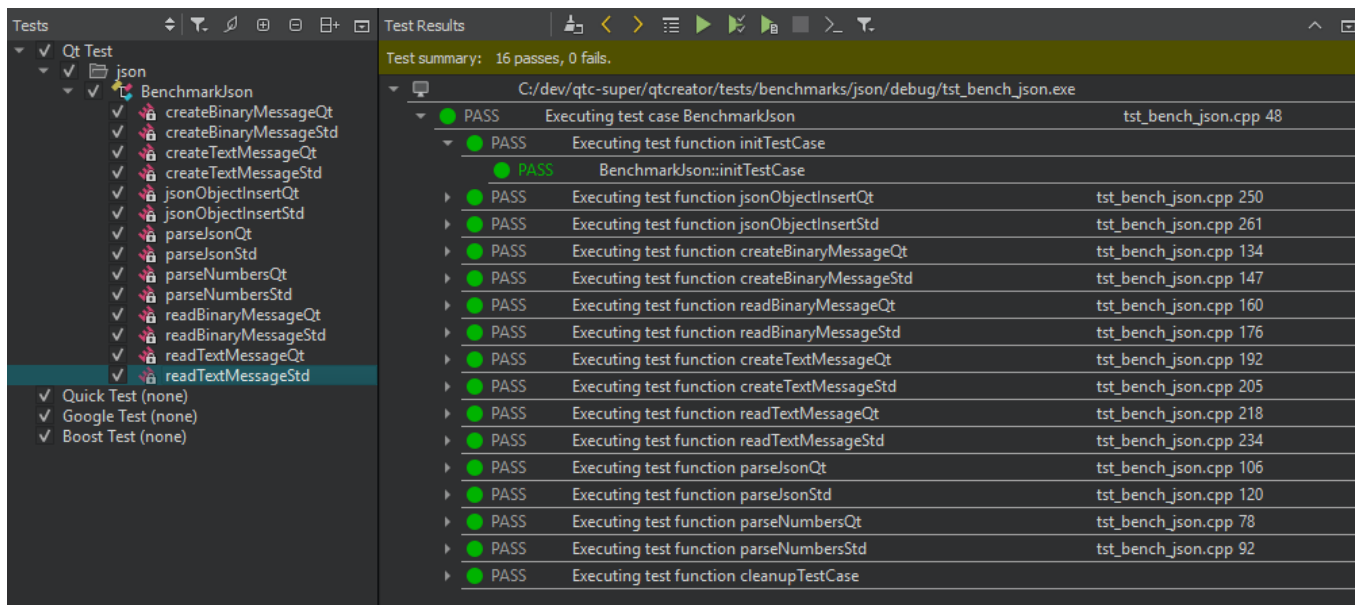 Tests
Qt Test
json
BenchmarkJson
createBinaryMessageQt
createBinaryMessageStd
createTextMessageQt
createTextMessageStd
jsonObjectInsertQt
jsonObjectInsertStd
parseJsonQt
parseJsonStd
parseNumbersQt
parseNumbersStd
readBinaryMessageQt
readBinaryMessageStd
readTextMessageQt
readTextMessageStd
Quick Test (none)
Google Test (none)
Boost Test (none)
Test Results
Test summary: 16 passes, 0 fails.
C:/dev/qtc-super/qtcreator/tests/benchmarks/json/debug/tst_bench_json.exe
PASS Executing test case BenchmarkJson tst_bench_json.cpp 48
PASS Executing test function initTestCase
PASS BenchmarkJson::initTestCase
PASS Executing test function jsonObjectInsertQt tst_bench_json.cpp 250
PASS Executing test function jsonObjectInsertStd tst_bench_json.cpp 261
PASS Executing test function createBinaryMessageQt tst_bench_json.cpp 134
PASS Executing test function createBinaryMessageStd tst_bench_json.cpp 147
PASS Executing test function readBinaryMessageQt tst_bench_json.cpp 160
PASS Executing test function readBinaryMessageStd tst_bench_json.cpp 176
PASS Executing test function createTextMessageQt tst_bench_json.cpp 192
PASS Executing test function createTextMessageStd tst_bench_json.cpp 205
PASS Executing test function readTextMessageQt tst_bench_json.cpp 218
PASS Executing test function readTextMessageStd tst_bench_json.cpp 234
PASS Executing test function parseJsonQt tst_bench_json.cpp 106
PASS Executing test function parseJsonStd tst_bench_json.cpp 120
PASS Executing test function parseNumbersQt tst_bench_json.cpp 78
PASS Executing test function parseNumbersStd tst_bench_json.cpp 92
PASS Executing test function cleanupTestCase